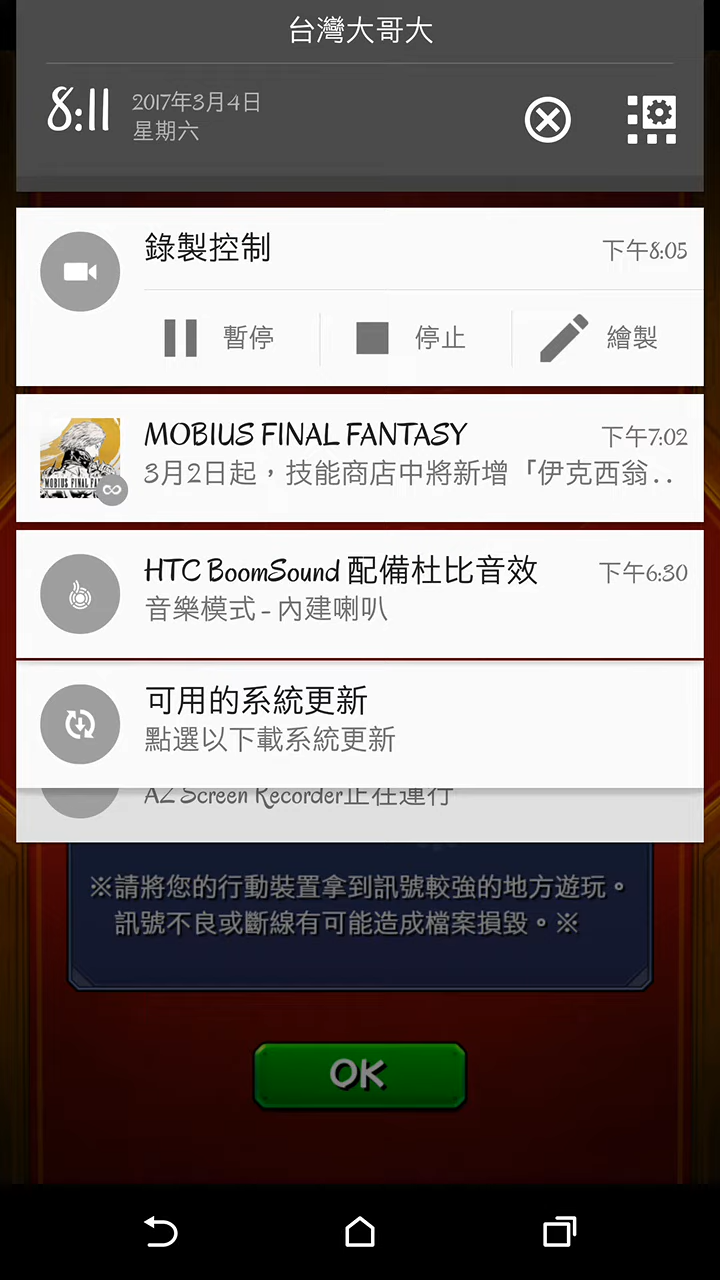 台灣大哥大
8:11
2017年3月4日
星期六
錄製控制
下午8:05
暫停
停止
繪製
MOBIUS FINAL FANTASY
下午7:02
3月2日起，技能商店中將新增「伊克西翁..
MOBIUS FINAL FA
HTC BoomSound 配備杜比音效
下午6:30
音樂模式 - 內建喇叭
可用的系統更新
點選以下載系統更新
AZ Screen Recorder正在運行
※請將您的行動裝置拿到訊號較強的地方遊玩。
訊號不良或斷線有可能造成檔案損毀。※
OK